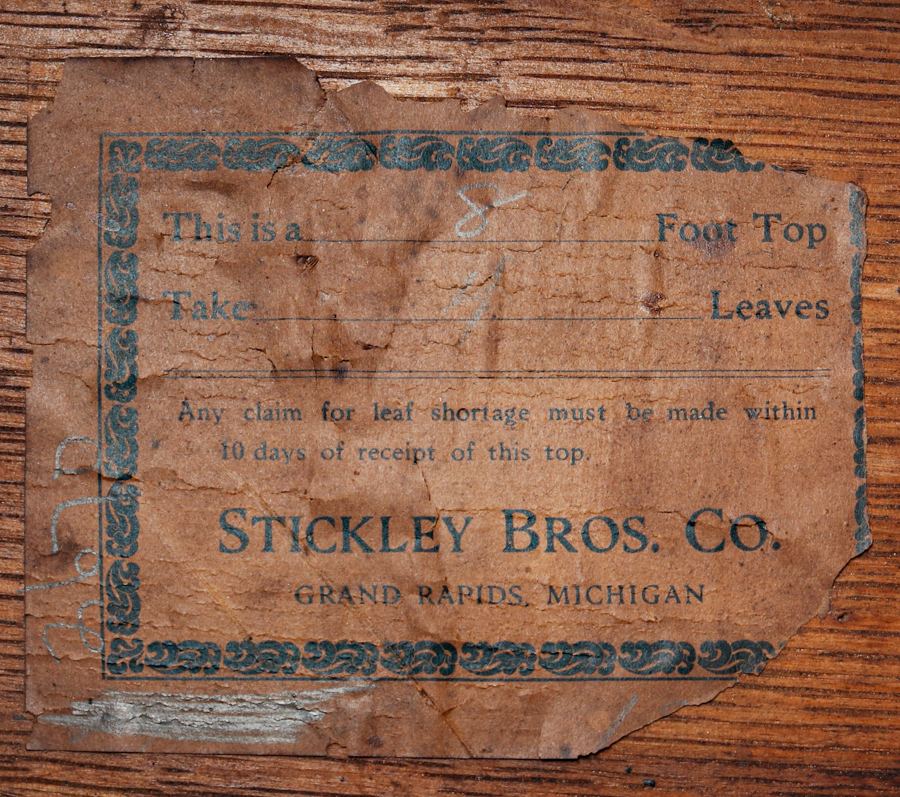 This is a 8 Foot Top
Take Leaves
Any claim for leaf shortage must be made within
10 days of receipt of this top.
STICKLEY BROS. CO.
GRAND RAPIDS, MICHIGAN